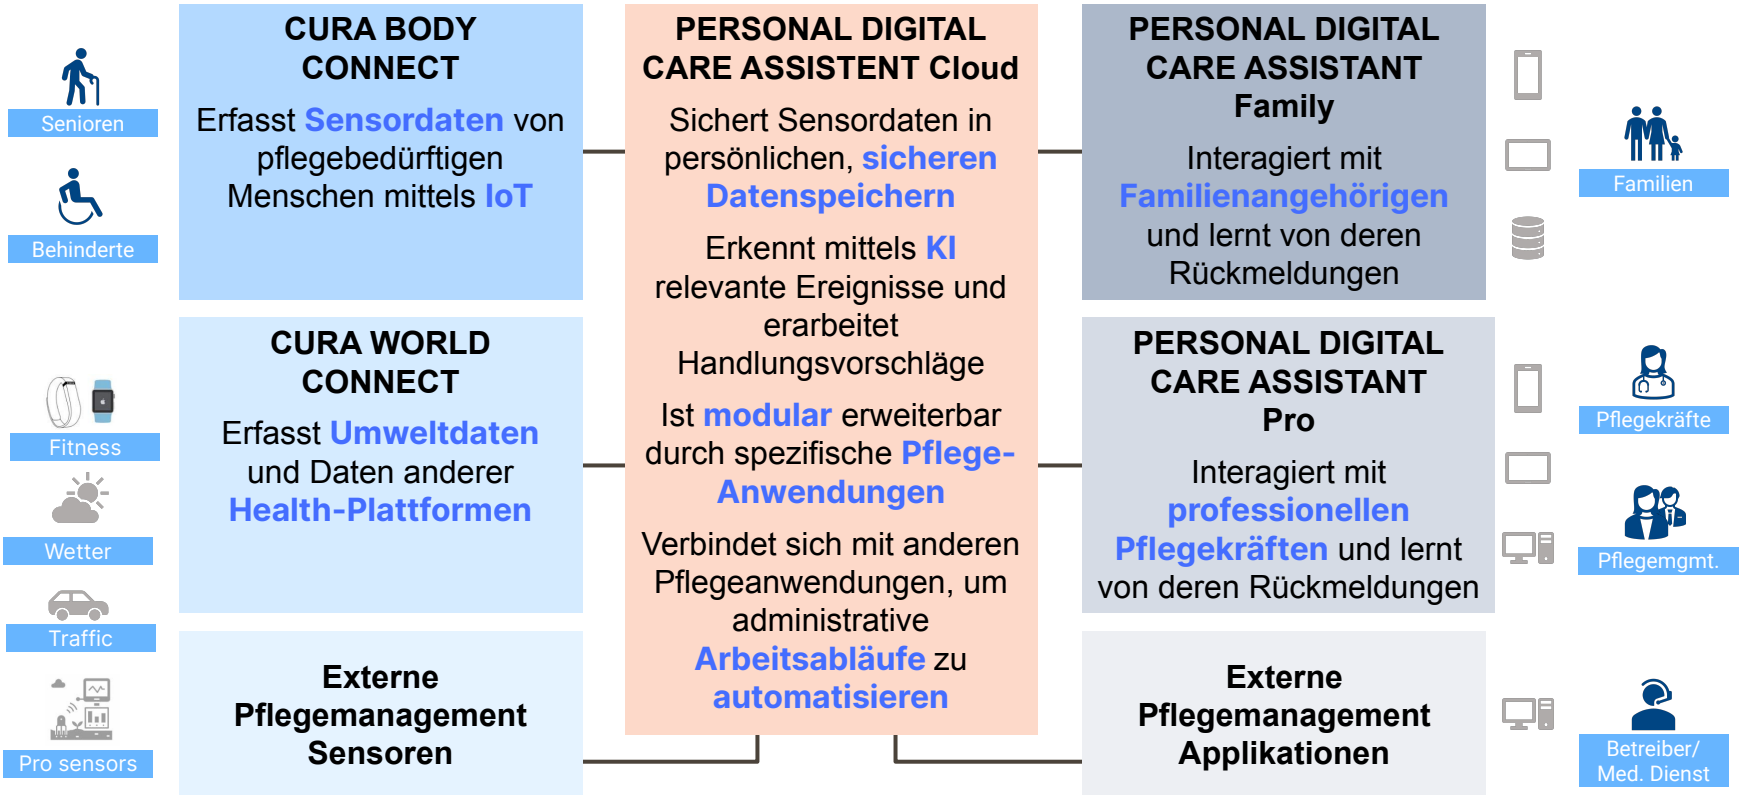 Senioren
Behinderte
Fitness
Wetter
Traffic
Pro sensors
CURA BODY
CONNECT
Erfasst Sensordaten von
pflegebedürftigen
Menschen mittels IoT
CURA WORLD
CONNECT
Erfasst Umweltdaten
und Daten anderer
Health-Plattformen
Externe
Pflegemanagement
Sensoren
PERSONAL DIGITAL
CARE ASSISTENT Cloud
Sichert Sensordaten in
persönlichen, sicheren
Datenspeichern
Erkennt mittels KI
relevante Ereignisse und
erarbeitet
Handlungsvorschläge
Ist modular erweiterbar
durch spezifische Pflege-
Anwendungen
Verbindet sich mit anderen
Pflegeanwendungen, um
administrative
Arbeitsabläufe zu
automatisieren
PERSONAL DIGITAL
CARE ASSISTANT
Family
Interagiert mit
Familienangehörigen
und lernt von deren
Rückmeldungen
PERSONAL DIGITAL
CARE ASSISTANT
Pro
Interagiert mit
professionellen
Pflegekräften und lernt
von deren Rückmeldungen
Externe
Pflegemanagement
Applikationen
Familien
Pflegekräfte
Pflegemgmt.
Betreiber/
Med. Dienst